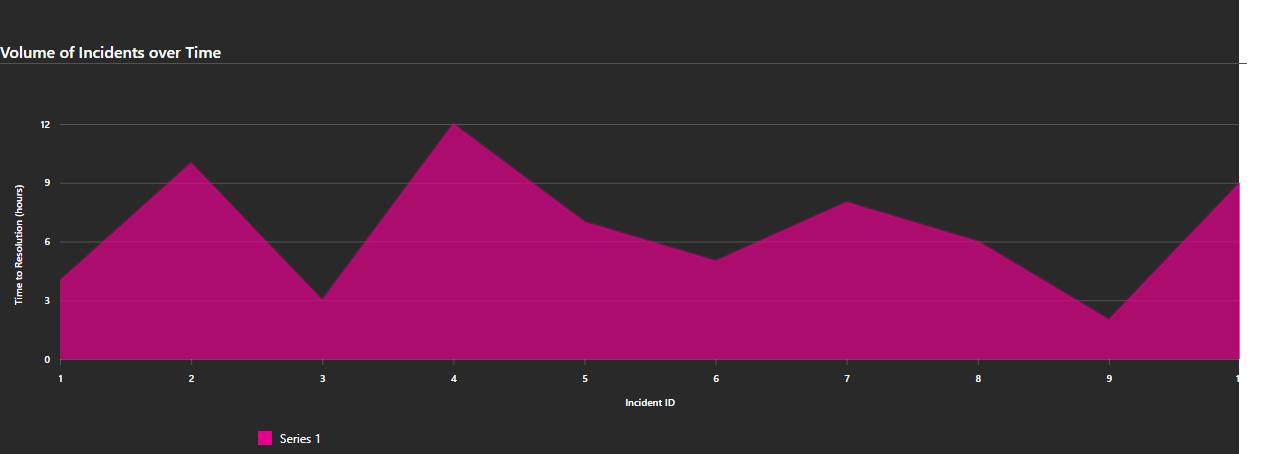 Volume of Incidents over Time
12
9
6
3
0
Time to Resolution (hours)
1 2 3 4 5 6 7 8 9 1
Incident ID
Series 1